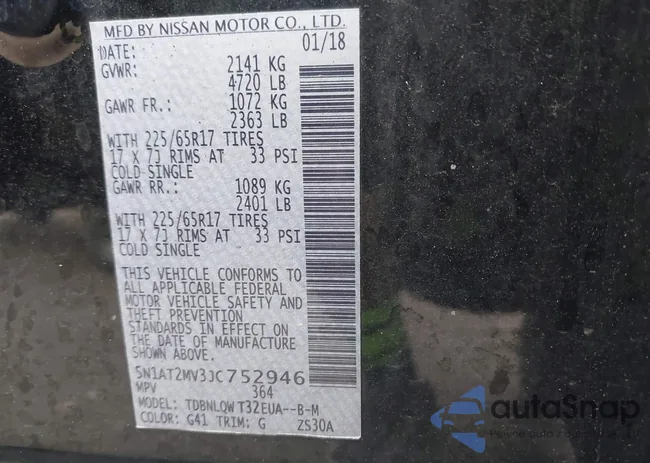 MFD BY NISSAN MOTOR CO., LTD.
DATE: 01/18
GVWR: 2141 KG
4720 LB
GAWR FR.: 1072 KG
2363 LB
WITH 225/65R17 TIRES
17 X 7J RIMS AT 33 PSI
COLD SINGLE
GAWR RR.: 1089 KG
2401 LB
WITH 225/65R17 TIRES
17 X 7J RIMS AT 33 PSI
COLD SINGLE
THIS VEHICLE CONFORMS TO
ALL APPLICABLE FEDERAL
MOTOR VEHICLE SAFETY AND
THEFT PREVENTION
STANDARDS IN EFFECT ON
THE DATE OF MANUFACTURE
SHOWN ABOVE.
5N1AT2MV3JC752946
MPV 364
MODEL: TDBNLQW T32EUA--B-M
COLOR: G41 TRIM: G ZS30A
autoSnap